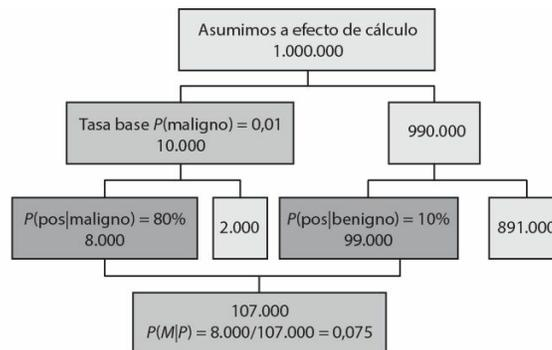 Asumimos a efecto de cálculo
1.000.000
Tasa base P(maligno) = 0,01
10.000
990.000
P(pos|maligno) = 80%
8.000
2.000
P(pos|benigno) = 10%
99.000
891.000
107.000
P(M|P) = 8.000/107.000 = 0,075